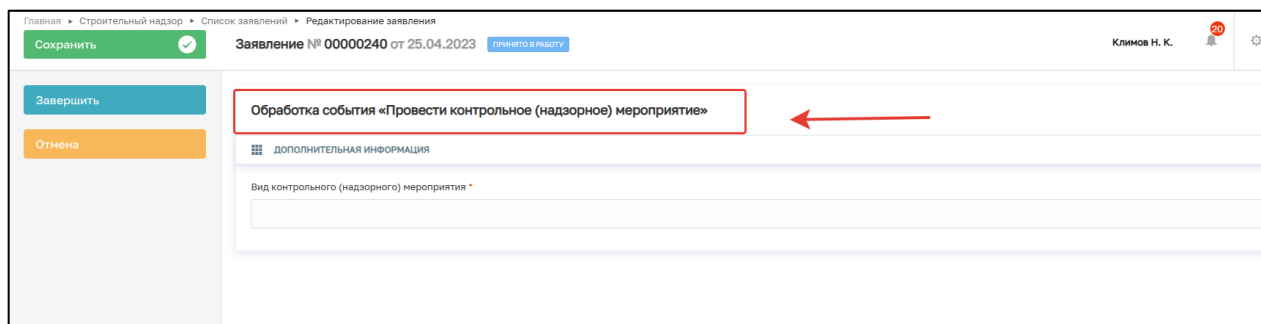 Главная ▸ Строительный надзор ▸ Список заявлений ▸ Редактирование заявления
Сохранить
Заявление № 00000240 от 25.04.2023 ПРИНЯТО В РАБОТУ
Климов Н. К.
20
Завершить
Обработка события «Провести контрольное (надзорное) мероприятие»
Отмена
ДОПОЛНИТЕЛЬНАЯ ИНФОРМАЦИЯ
Вид контрольного (надзорного) мероприятия *